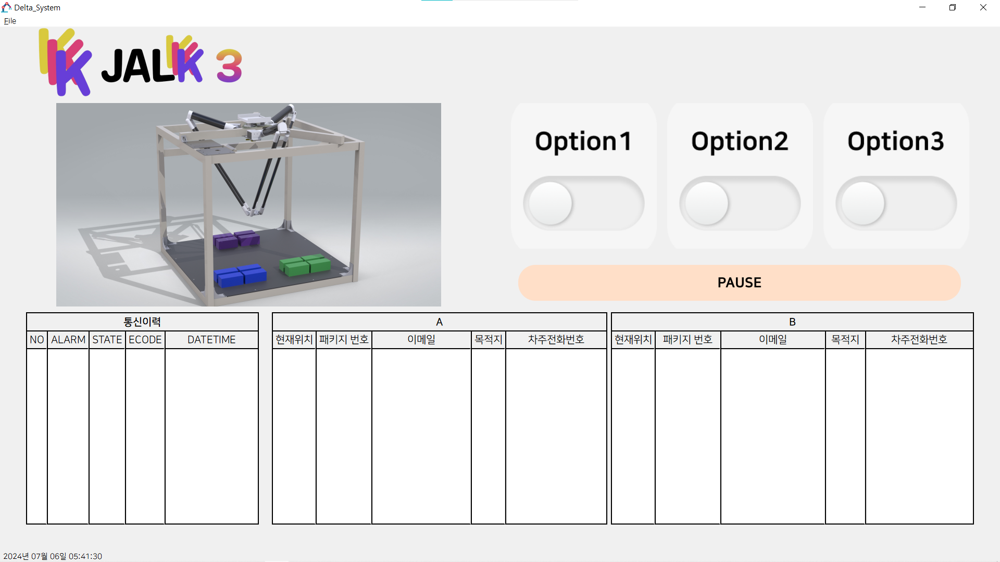 Delta_System
File
K JALK 3
Option1
Option2
Option3
PAUSE
통신이력
NO ALARM STATE ECODE DATETIME
A
현재위치 패키지 번호 이메일 목적지 차주전화번호
B
현재위치 패키지 번호 이메일 목적지 차주전화번호
2024년 07월 06일 05:41:30